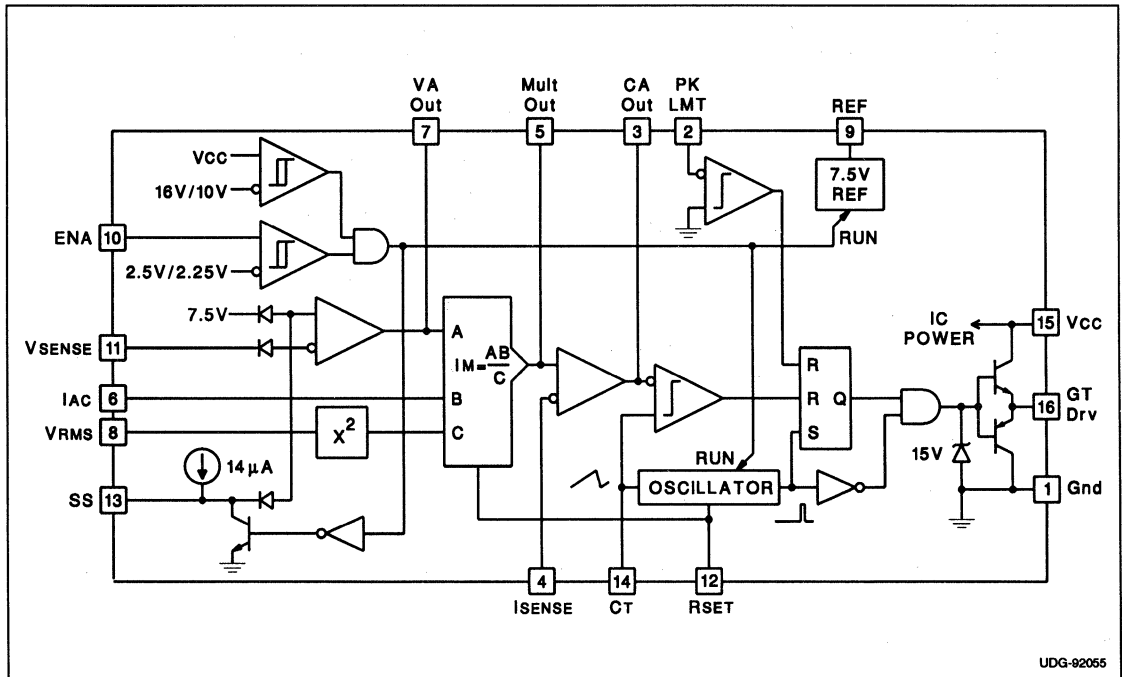 VA Out
7
Mult Out
5
CA Out
3
PK LMT
2
REF
9
VCC
16V/10V
7.5V REF
ENA
10
2.5V/2.25V
RUN
7.5V
VSENSE
11
A
IM=AB/C
B
C
IAC
6
VRMS
8
X²
14μA
SS
13
IC POWER
15
VCC
R
R
Q
S
16
GT Drv
15V
RUN
OSCILLATOR
1
Gnd
4
ISENSE
14
CT
12
RSET
UDG-92055